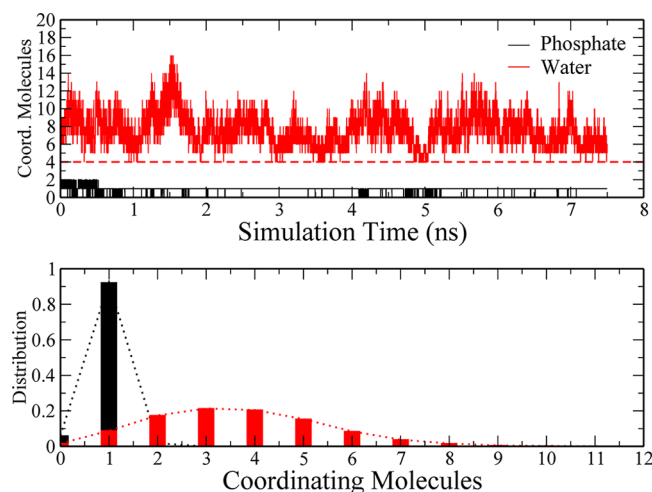 20
18
16
14
12
10
8
6
4
2
0
Coord. Molecules
Phosphate
Water
0 1 2 3 4 5 6 7 8
Simulation Time (ns)
1
0.8
0.6
0.4
0.2
0
Distribution
0 1 2 3 4 5 6 7 8 9 10 11 12
Coordinating Molecules